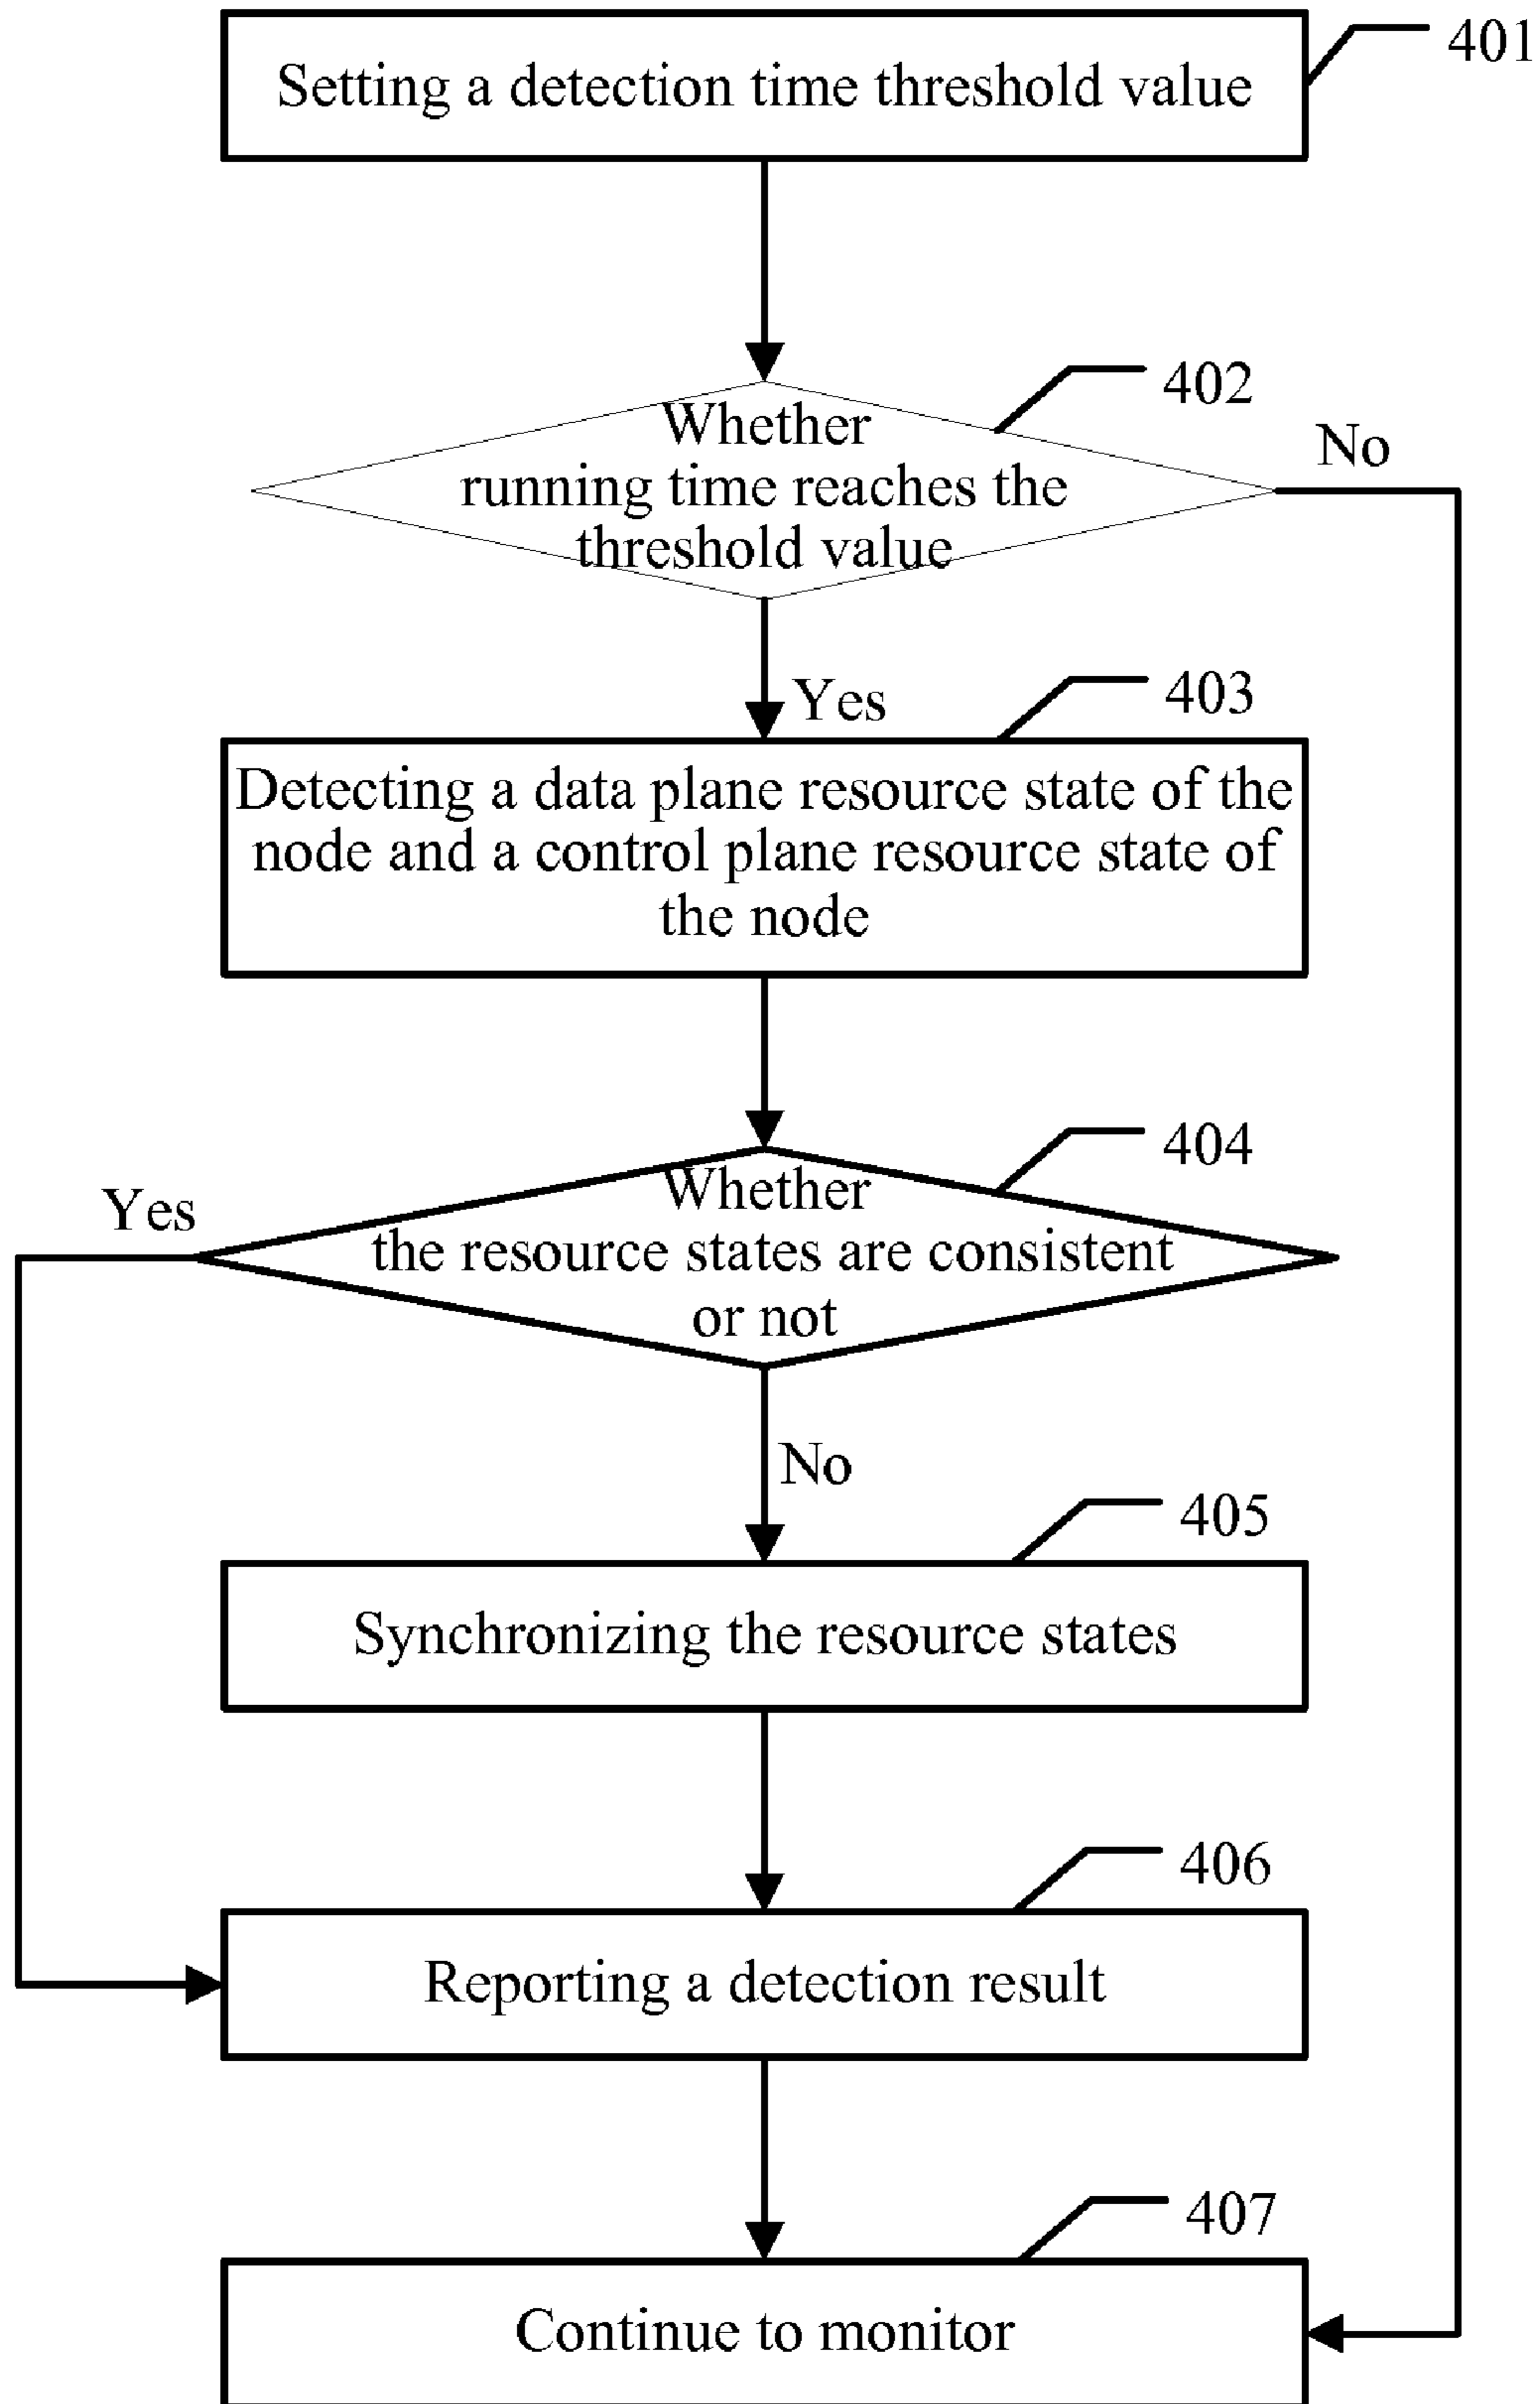 Setting a detection time threshold value
401
402
Whether
running time reaches the
threshold value
No
Yes
403
Detecting a data plane resource state of the
node and a control plane resource state of
the node
404
Whether
the resource states are consistent
or not
Yes
No
405
Synchronizing the resource states
406
Reporting a detection result
407
Continue to monitor